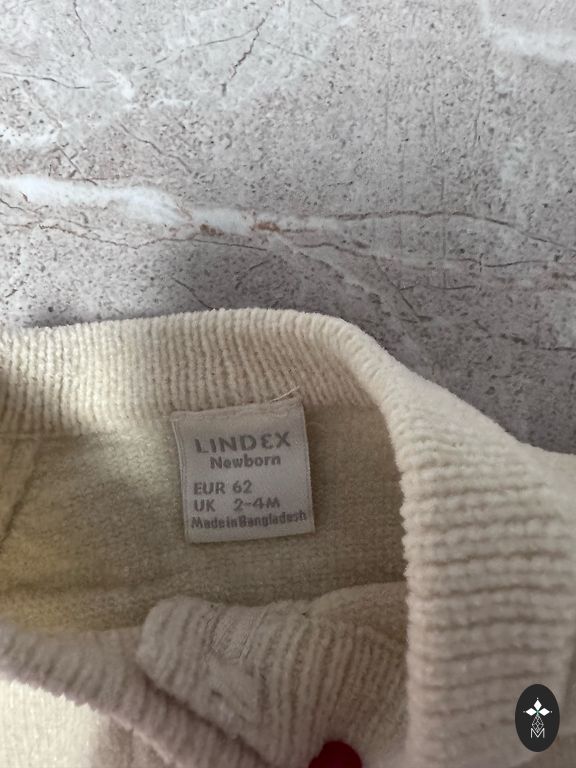 LINDEX
Newborn
EUR 62
UK 2-4M
Made in Bangladesh
M